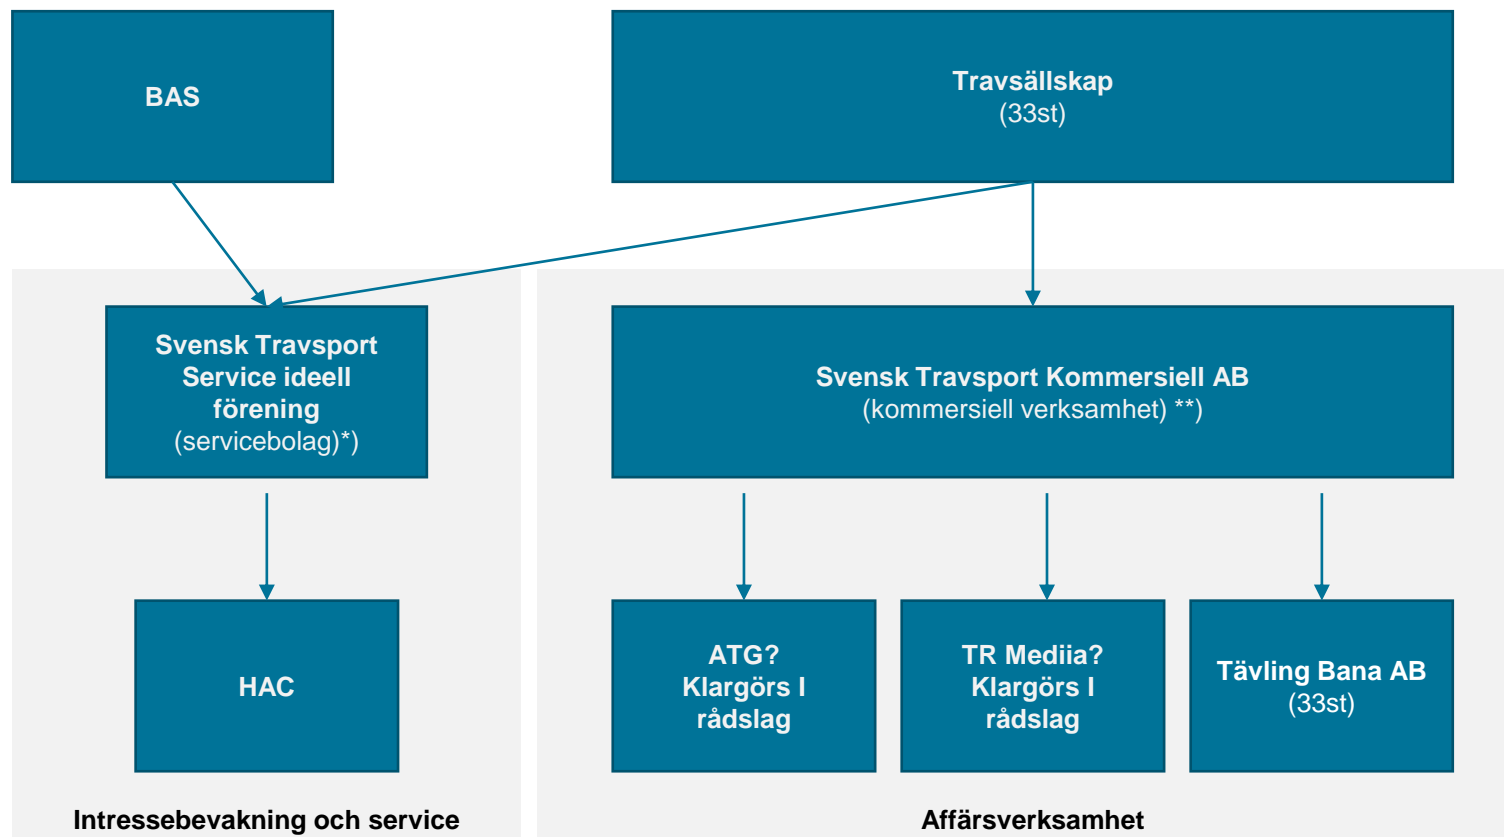 BAS
Travsällskap
(33st)
Svensk Travsport
Service ideell
förening
(servicebolag)*)
Svensk Travsport Kommersiell AB
(kommersiell verksamhet) **)
HAC
ATG?
Klargörs I
rådslag
TR Mediia?
Klargörs I
rådslag
Tävling Bana AB
(33st)
Intressebevakning och service
Affärsverksamhet